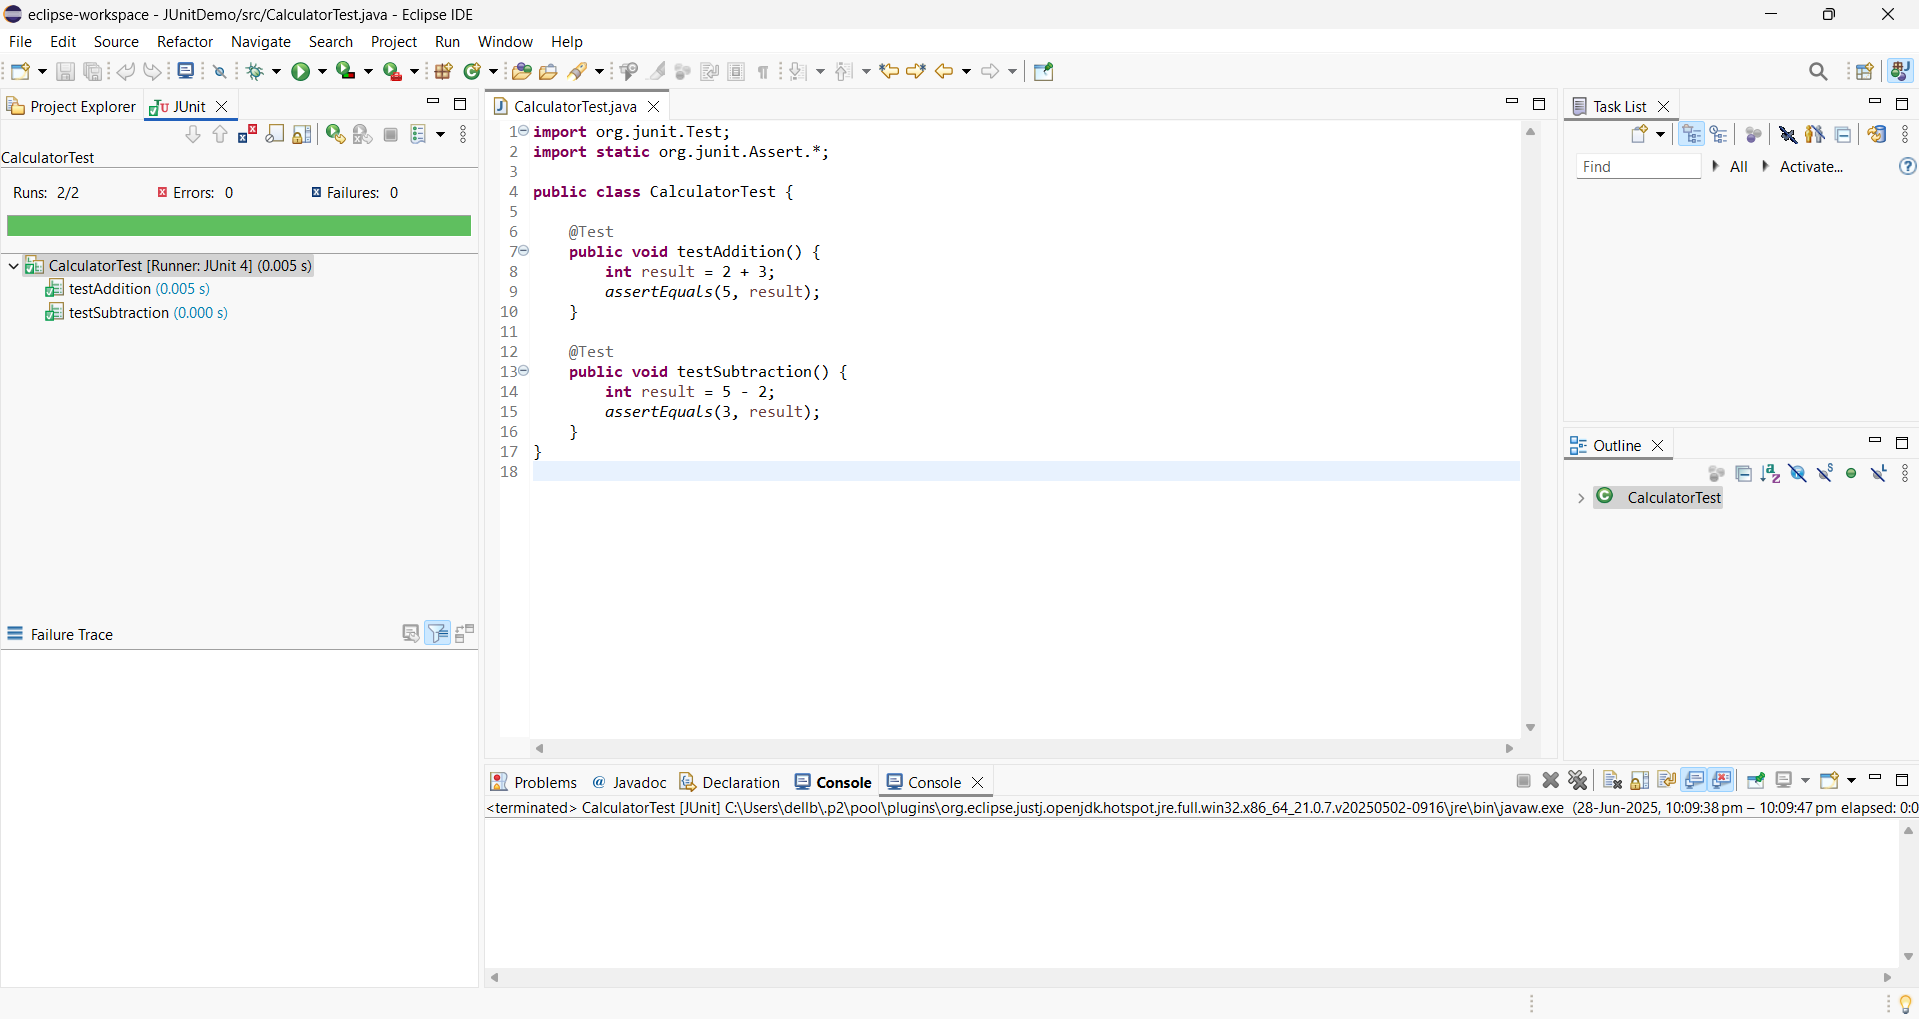 eclipse-workspace - JUnitDemo/src/CalculatorTest.java - Eclipse IDE
File Edit Source Refactor Navigate Search Project Run Window Help
Project Explorer JUnit
CalculatorTest
Runs: 2/2 Errors: 0 Failures: 0
CalculatorTest [Runner: JUnit 4] (0.005 s)
testAddition (0.005 s)
testSubtraction (0.000 s)
Failure Trace
CalculatorTest.java
1 import org.junit.Test;
2 import static org.junit.Assert.*;
3
4 public class CalculatorTest {
5
6 @Test
7 public void testAddition() {
8 int result = 2 + 3;
9 assertEquals(5, result);
10 }
11
12 @Test
13 public void testSubtraction() {
14 int result = 5 - 2;
15 assertEquals(3, result);
16 }
17 }
18
Task List
Find All Activate...
Outline
CalculatorTest
Problems Javadoc Declaration Console Console
<terminated> CalculatorTest [JUnit] C:\Users\dellb\.p2\pool\plugins\org.eclipse.justj.openjdk.hotspot.jre.full.win32.x86_64_21.0.7.v20250502-0916\jre\bin\javaw.exe (28-Jun-2025, 10:09:38 pm – 10:09:47 pm elapsed: 0:0